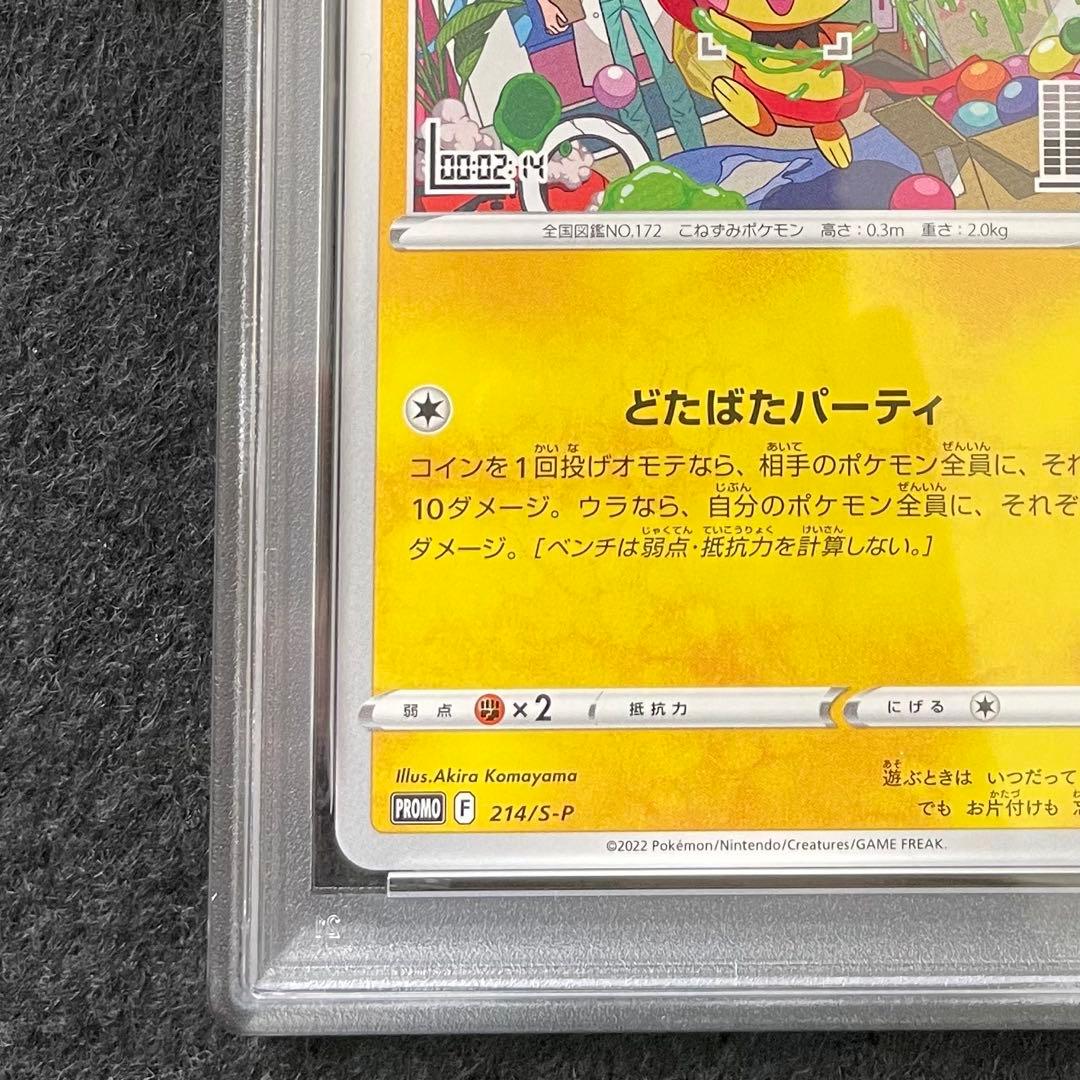 00:02:14
全国図鑑NO.172 こねずみポケモン 高さ:0.3m 重さ:2.0kg
どたばたパーティ
コインを1回投げオモテなら、相手のポケモン全員に、それ
10ダメージ。ウラなら、自分のポケモン全員に、それぞ
ダメージ。[ベンチは弱点・抵抗力を計算しない。]
弱点 ×2 抵抗力 にげる
Illus.Akira Komayama
遊ぶときは いつだって
PROMO F 214/S-P
でも お片付けも
©2022 Pokémon/Nintendo/Creatures/GAME FREAK.